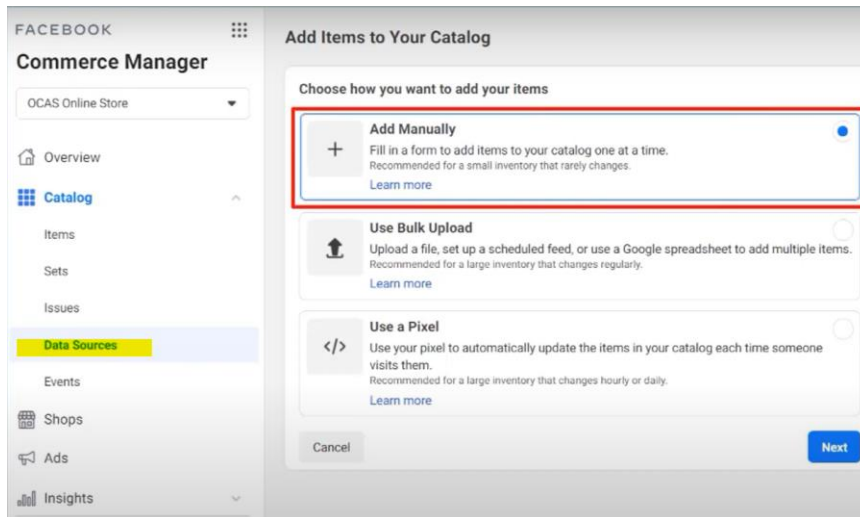 FACEBOOK
Commerce Manager
OCAS Online Store
Overview
Catalog
Items
Sets
Issues
Data Sources
Events
Shops
Ads
Insights
Add Items to Your Catalog
Choose how you want to add your items
Add Manually
Fill in a form to add items to your catalog one at a time.
Recommended for a small inventory that rarely changes.
Learn more
Use Bulk Upload
Upload a file, set up a scheduled feed, or use a Google spreadsheet to add multiple items.
Recommended for a large inventory that changes regularly.
Learn more
</>
Use a Pixel
Use your pixel to automatically update the items in your catalog each time someone
visits them.
Recommended for a large inventory that changes hourly or daily.
Learn more
Cancel
Next